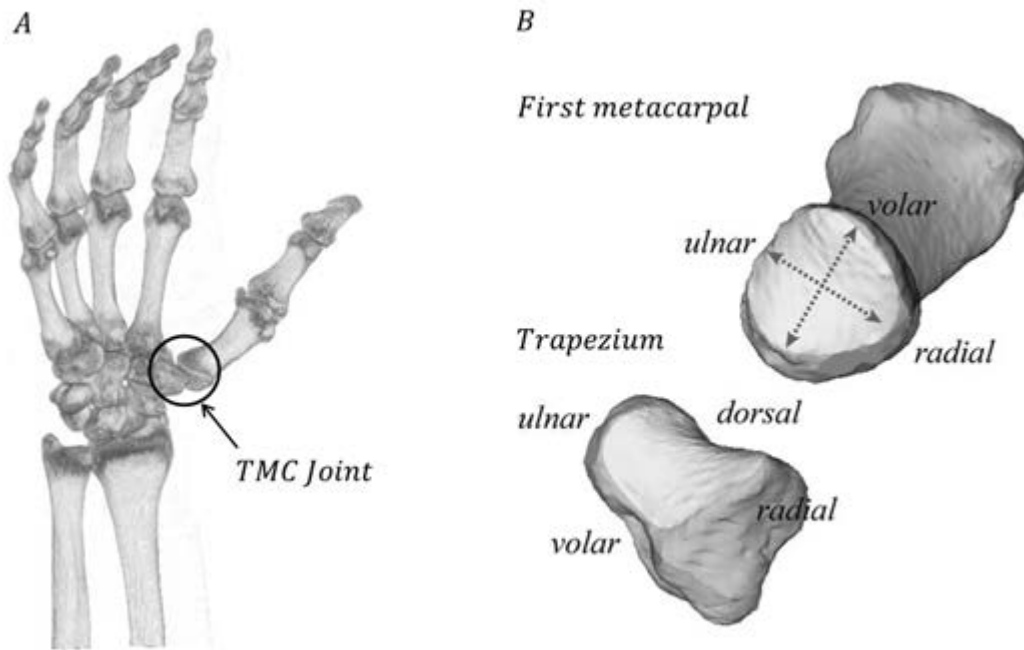 A
TMC Joint
B
First metacarpal
volar
ulnar
radial
Trapezium
ulnar
dorsal
radial
volar